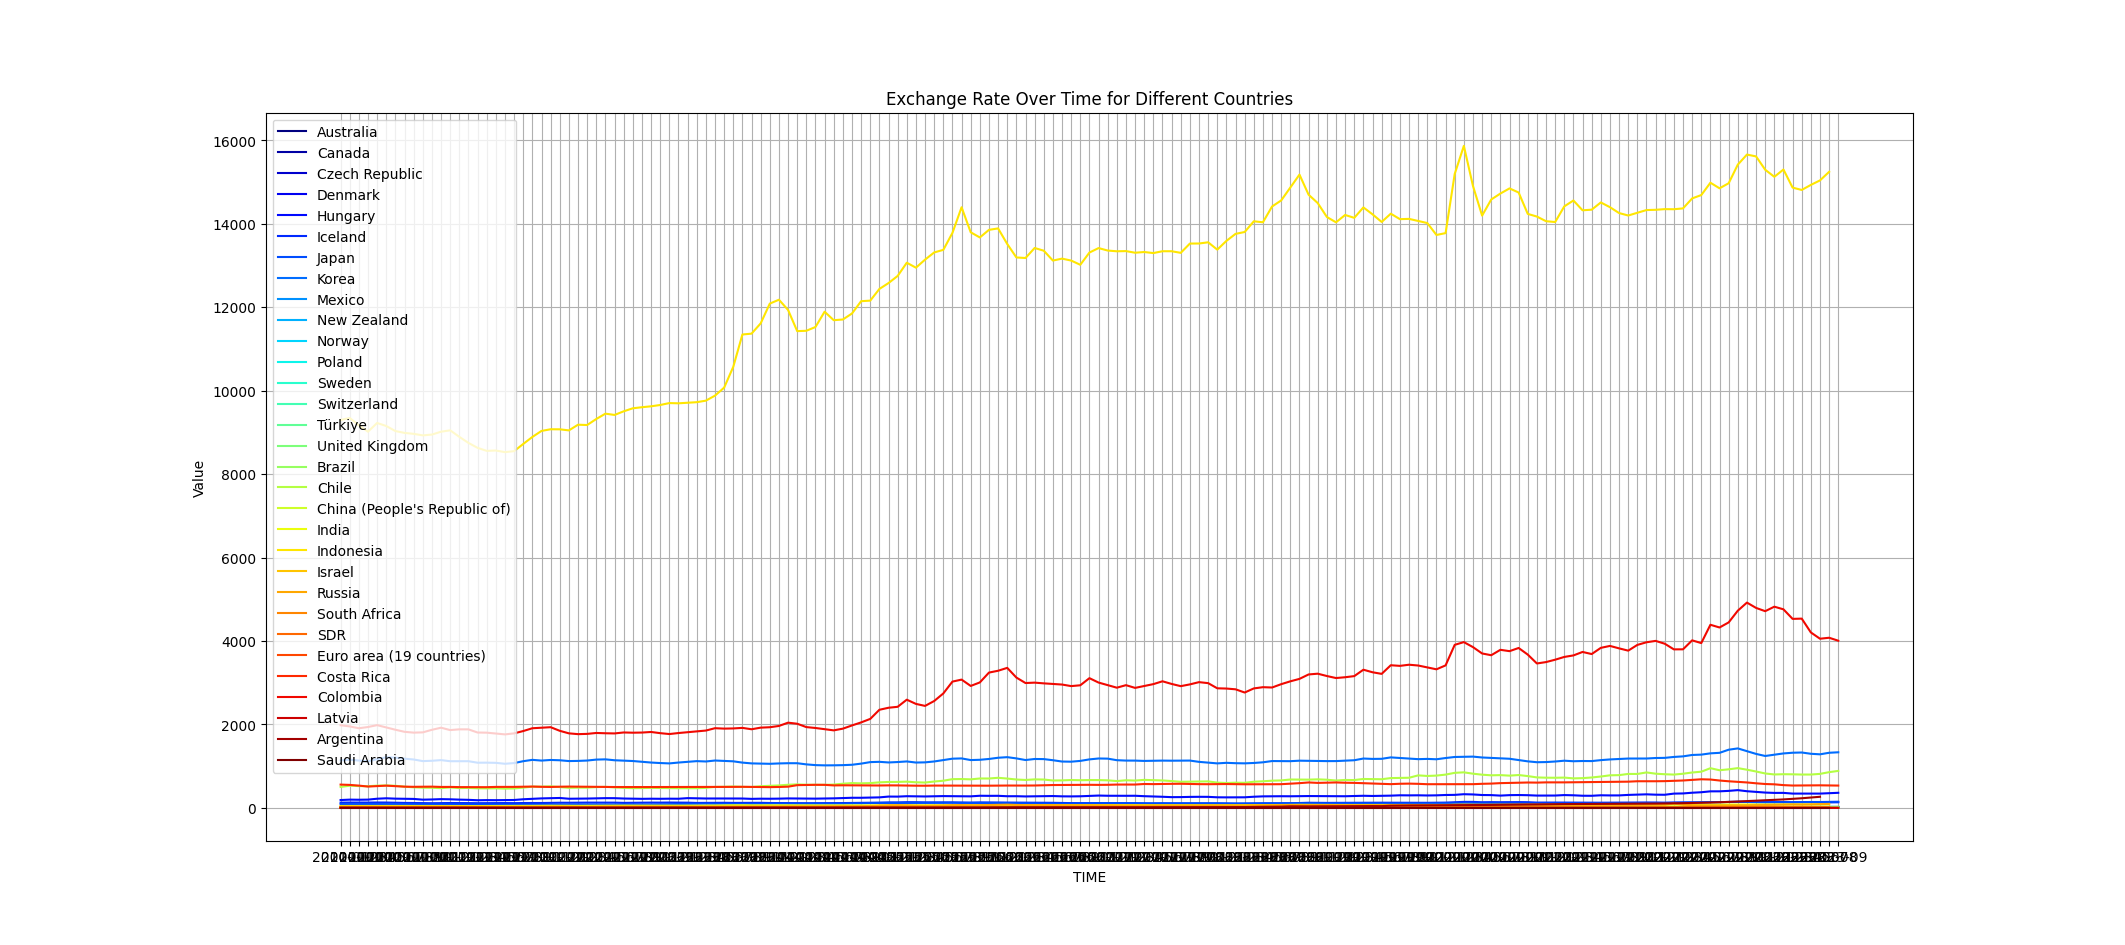 Exchange Rate Over Time for Different Countries
Australia
Canada
Czech Republic
Denmark
Hungary
Iceland
Japan
Korea
Mexico
New Zealand
Norway
Poland
Sweden
Switzerland
Türkiye
United Kingdom
Brazil
Chile
China (People's Republic of)
India
Indonesia
Israel
Russia
South Africa
SDR
Euro area (19 countries)
Costa Rica
Colombia
Latvia
Argentina
Saudi Arabia
16000
14000
12000
10000
8000
6000
4000
2000
0
Value
TIME